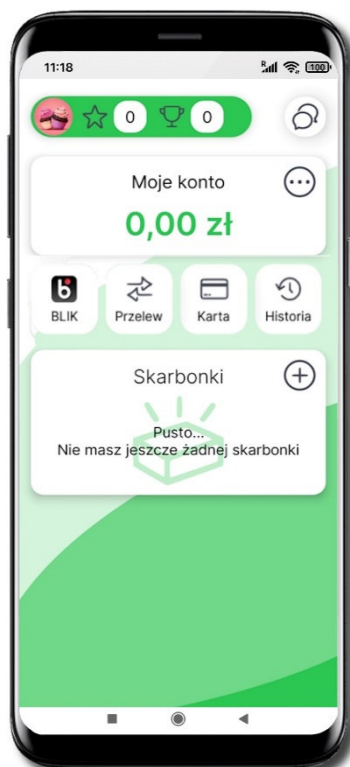 11:18
R
100
0
0
Moje konto
0,00 zł
BLIK
Przelew
Karta
Historia
Skarbonki
Pusto...
Nie masz jeszcze żadnej skarbonki